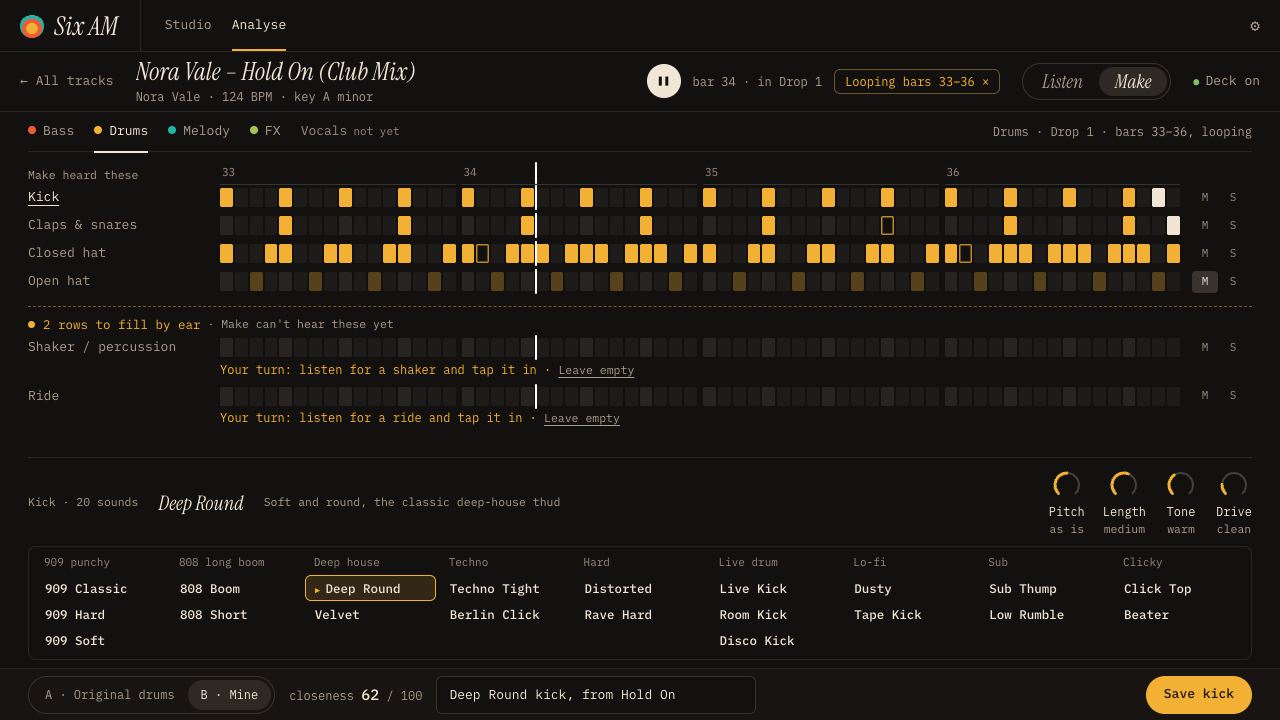 Six AM Studio Analyse
← All tracks
Nora Vale – Hold On (Club Mix)
Nora Vale · 124 BPM · key A minor
bar 34 · in Drop 1
Looping bars 33–36 ×
Listen Make
Deck on
Bass Drums Melody FX Vocals not yet
Drums · Drop 1 · bars 33–36, looping
Make heard these 33 34 35 36
Kick M S
Claps & snares M S
Closed hat M S
Open hat M S
2 rows to fill by ear · Make can't hear these yet
Shaker / percussion M S
Your turn: listen for a shaker and tap it in · Leave empty
Ride M S
Your turn: listen for a ride and tap it in · Leave empty
Kick · 20 sounds Deep Round Soft and round, the classic deep-house thud
Pitch Length Tone Drive
as is medium warm clean
909 punchy 808 long boom Deep house Techno Hard Live drum Lo-fi Sub Clicky
909 Classic 808 Boom ▸ Deep Round Techno Tight Distorted Live Kick Dusty Sub Thump Click Top
909 Hard 808 Short Velvet Berlin Click Rave Hard Room Kick Tape Kick Low Rumble Beater
909 Soft Disco Kick
A · Original drums B · Mine closeness 62 / 100 Deep Round kick, from Hold On Save kick